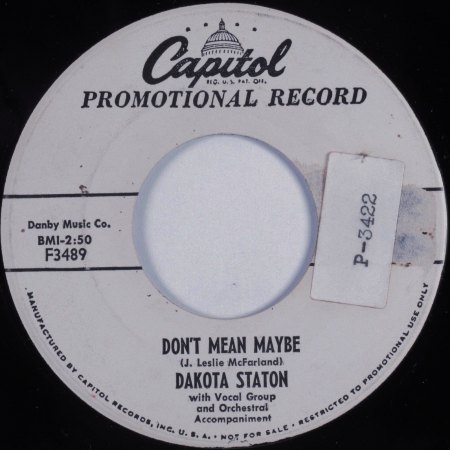 Capitol
REG. U.S. PAT. OFF.
PROMOTIONAL RECORD
Danby Music Co.
BMI-2:50
F3489
P-3422
DON'T MEAN MAYBE
(J. Leslie McFarland)
DAKOTA STATON
with Vocal Group
and Orchestral
Accompaniment
MANUFACTURED BY CAPITOL RECORDS, INC. U.S.A. • NOT FOR SALE • RESTRICTED TO PROMOTIONAL USE ONLY